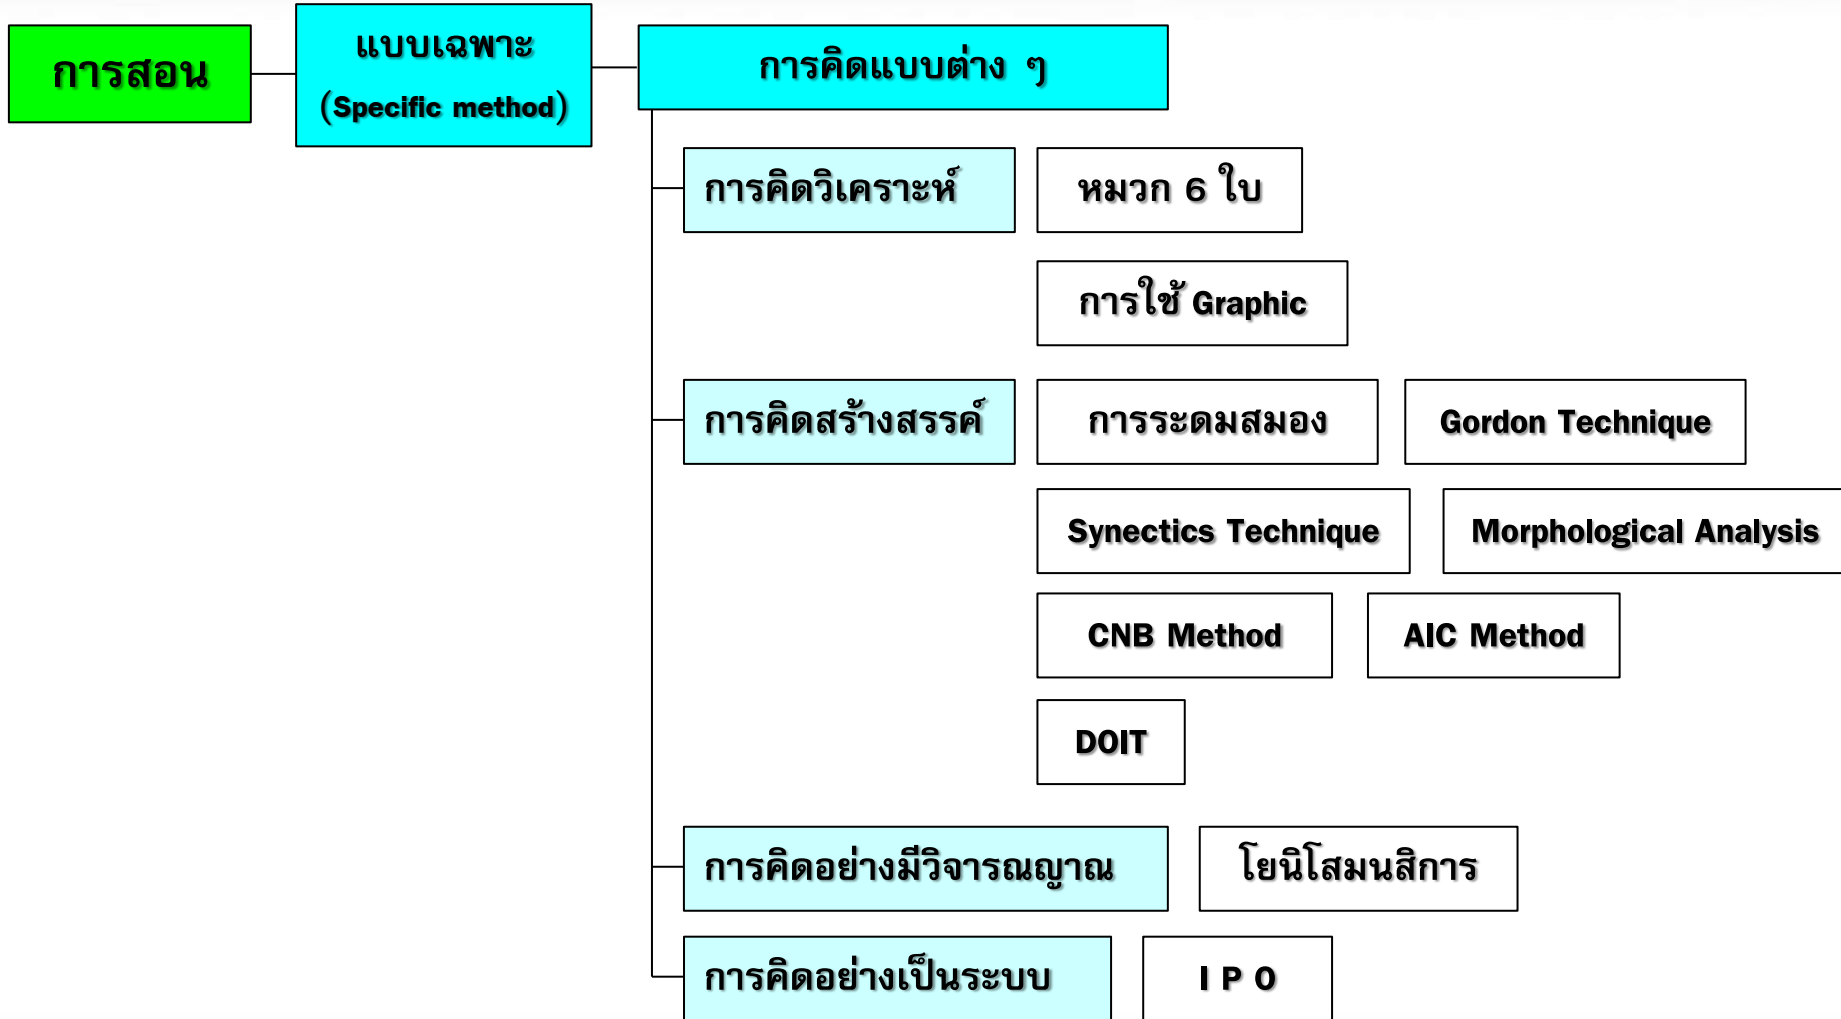 การสอน
แบบเฉพาะ
(Specific method)
การคิดแบบต่าง ๆ
การคิดวิเคราะห์
หมวก 6 ใบ
การใช้ Graphic
การคิดสร้างสรรค์
การระดมสมอง
Gordon Technique
Synectics Technique
Morphological Analysis
CNB Method
AIC Method
DOIT
การคิดอย่างมีวิจารณญาณ
โยนิโสมนสิการ
การคิดอย่างเป็นระบบ
I P O